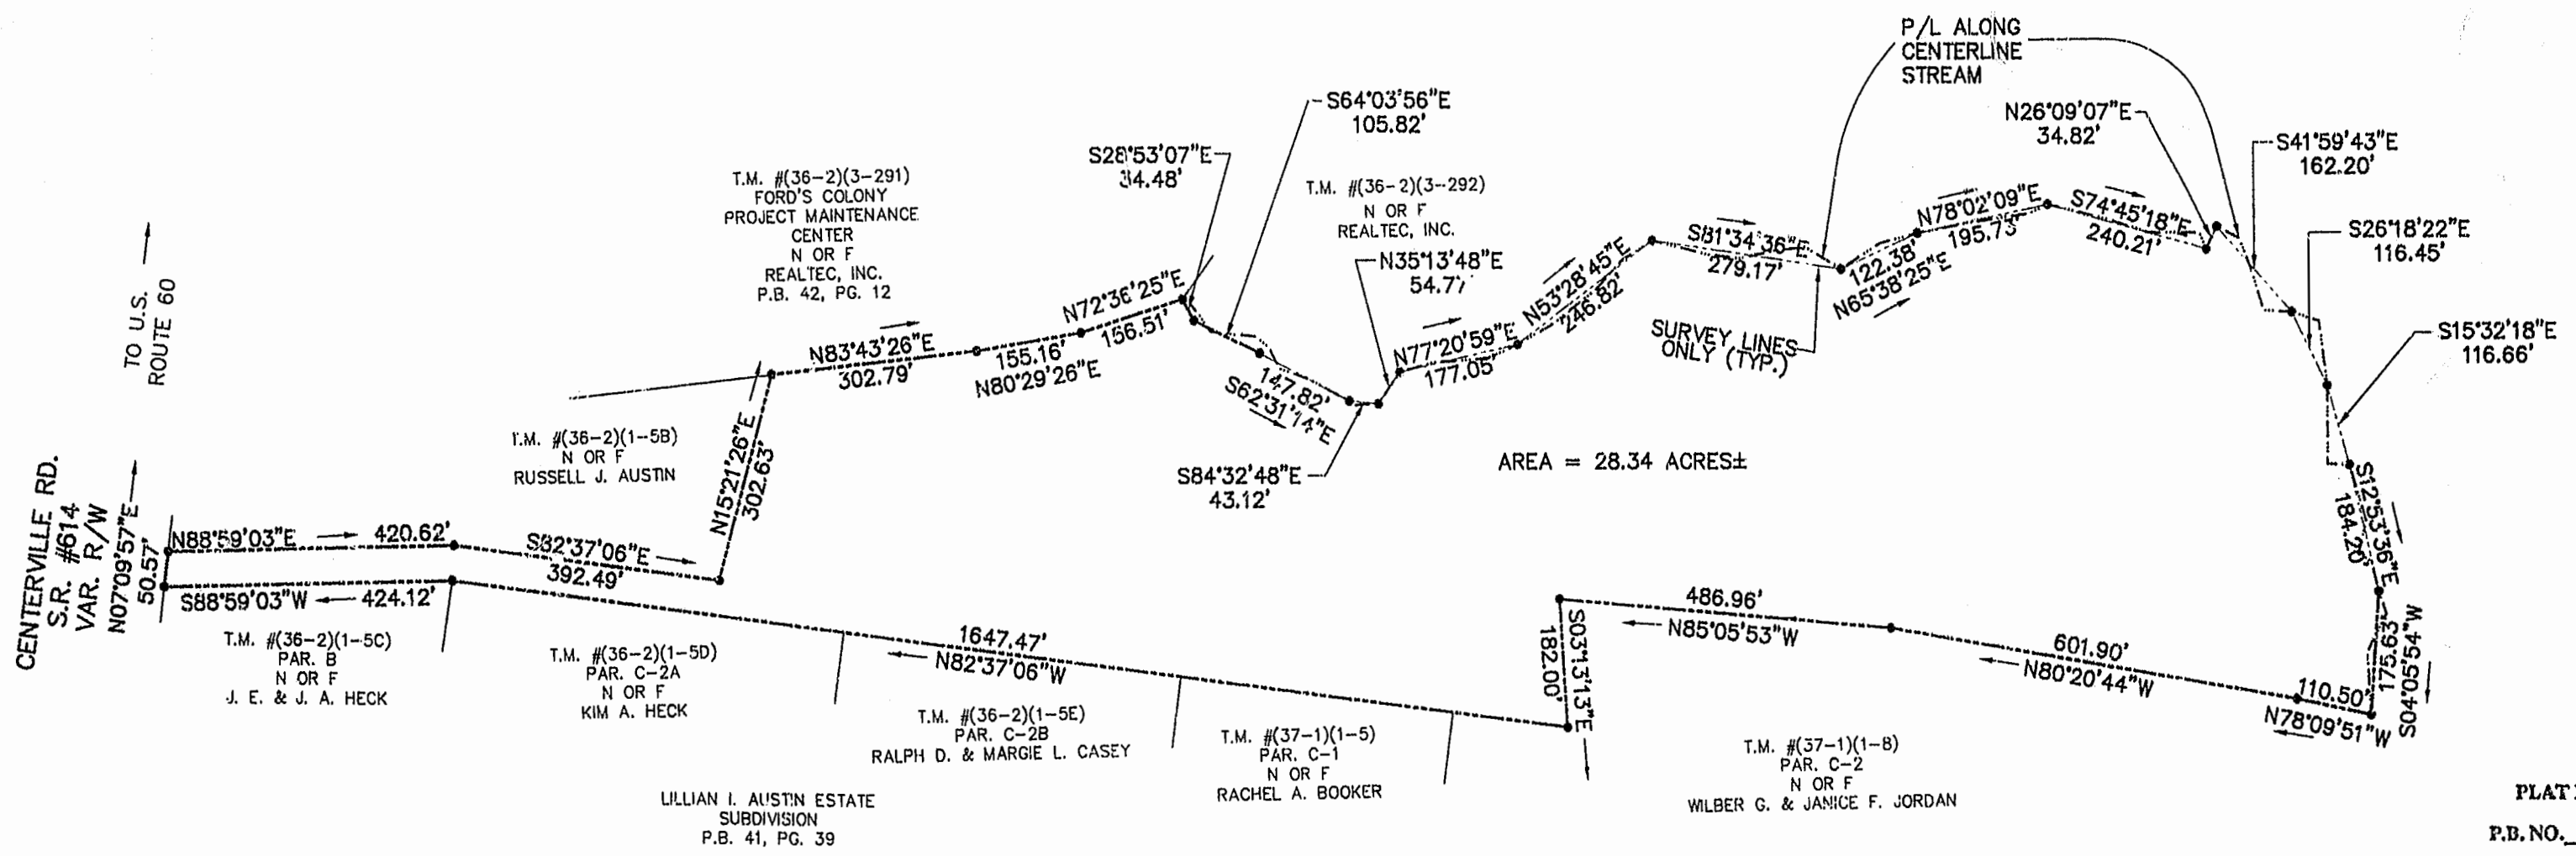 P/L ALONG
CENTERLINE
STREAM
S64°03'56"E
105.82'
N26°09'07"E
34.82'
S41°59'43"E
162.20'
S28°53'07"E
34.48'
T.M. #(36-2)(3-291)
FORD'S COLONY
PROJECT MAINTENANCE
CENTER
N OR F
REALTEC, INC.
P.B. 42, PG. 12
T.M. #(36-2)(3-292)
N OR F
REALTEC, INC.
N35°13'48"E
54.77'
N78°02'09"E
195.73'
S74°45'18"E
240.21'
S26°18'22"E
116.45'
S81°34'36"E
279.17'
122.38'
N65°38'25"E
N53°28'45"E
246.82'
TO U.S.
ROUTE 60
N72°36'25"E
156.51'
N83°43'26"E
302.79'
155.16'
N80°29'26"E
N77°20'59"E
177.05'
SURVEY LINES
ONLY (TYP.)
S15°32'18"E
116.66'
147.82'
S62°31'14"E
T.M. #(36-2)(1-5B)
N OR F
RUSSELL J. AUSTIN
N15°21'26"E
302.63'
S84°32'48"E
43.12'
AREA = 28.34 ACRES±
CENTERVILLE RD.
S.R. #614
VAR. R/W
N07°09'57"E
50.57'
N88°59'03"E
420.62'
S82°37'06"E
392.49'
S12°53'36"E
184.20'
S88°59'03"W
424.12'
T.M. #(36-2)(1-5C)
PAR. B
N OR F
J. E. & J. A. HECK
T.M. #(36-2)(1-5D)
PAR. C-2A
N OR F
KIM A. HECK
1647.47'
N82°37'06"W
S03°13'13"E
182.00'
486.96'
N85°05'53"W
601.90'
N80°20'44"W
175.63'
S04°05'54"W
110.50'
N78°09'51"W
T.M. #(36-2)(1-5E)
PAR. C-2B
RALPH D. & MARGIE L. CASEY
T.M. #(37-1)(1-5)
PAR. C-1
N OR F
RACHEL A. BOOKER
T.M. #(37-1)(1-8)
PAR. C-2
N OR F
WILBER G. & JANICE F. JORDAN
LILLIAN I. AUSTIN ESTATE
SUBDIVISION
P.B. 41, PG. 39
PLAT
P.B. NO.